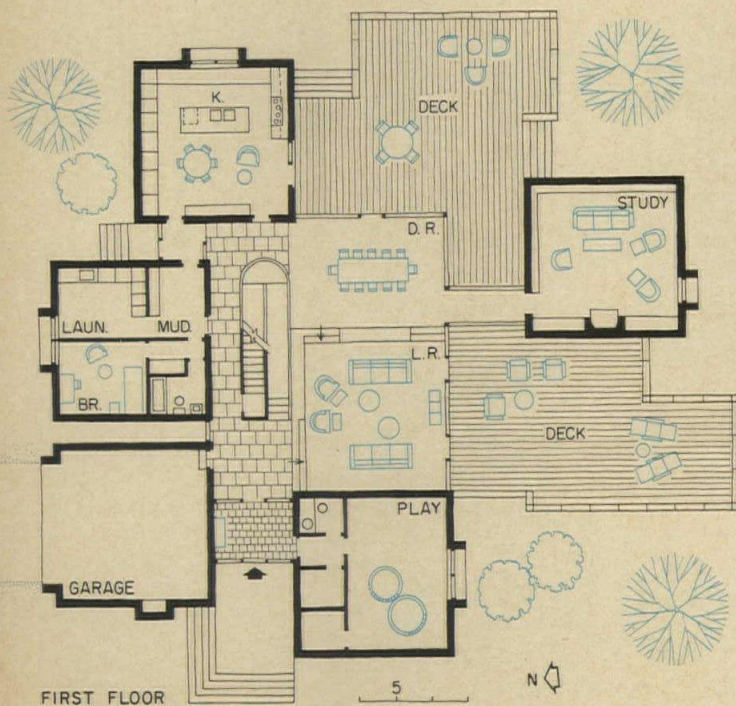 K.
DECK
STUDY
D. R.
LAUN.
MUD.
L. R.
BR.
DECK
PLAY
GARAGE
5
N
FIRST FLOOR